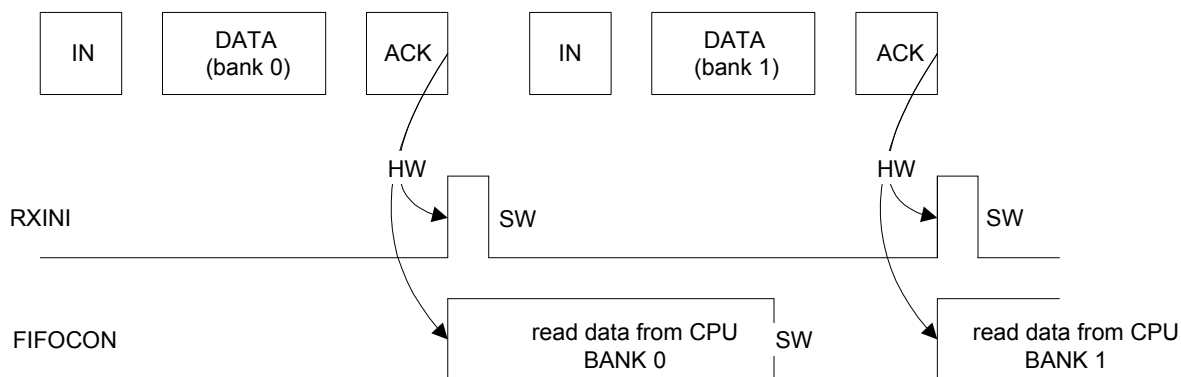 IN
DATA
(bank 0)
ACK
IN
DATA
(bank 1)
ACK
HW
HW
RXINI
SW
SW
FIFOCON
read data from CPU
BANK 0
SW
read data from CPU
BANK 1